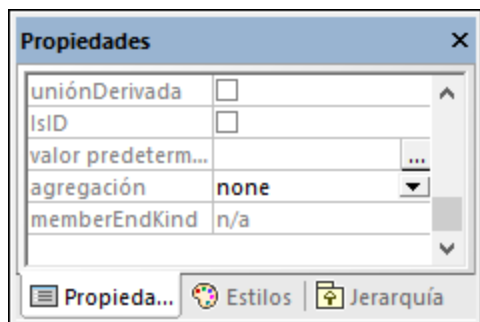 Propiedades
uniónDerivada
IsID
valor predeterm... ...
agregación none
memberEndKind n/a
Propieda... Estilos Jerarquía